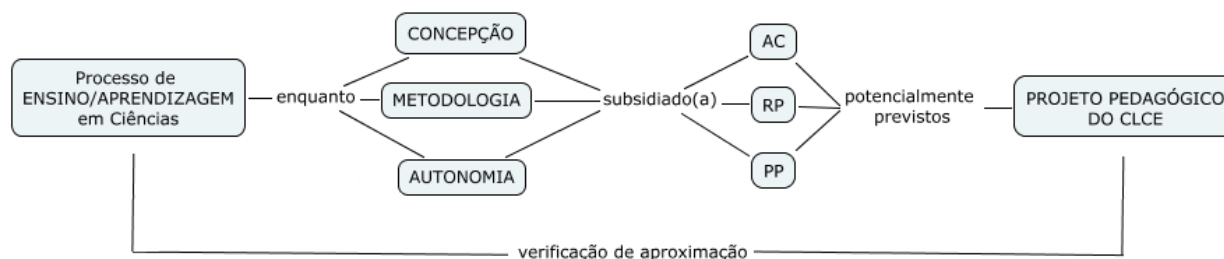 Processo de
ENSINO/APRENDIZAGEM
em Ciências
enquanto
CONCEPÇÃO
METODOLOGIA
AUTONOMIA
subsidiado(a)
AC
RP
PP
potencialmente
previstos
PROJETO PEDAGÓGICO
DO CLCE
verificação de aproximação